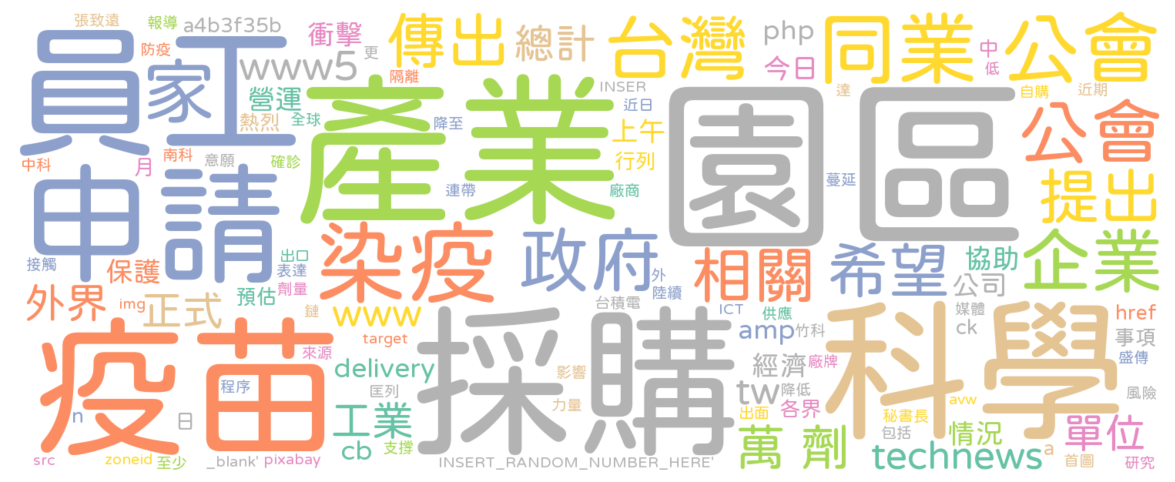 張致遠
報導
a4b3f35b
衝擊
傳出
總計
台灣
php
同業
中
公會
防疫
員工
家
www5
更
隔離
今日
低
營運
產業
INSER
園區
達
自購
近期
熱烈
全球
近日
降至
上午
公會
中科
南科
月
意願
確診
行列
申請
連帶
廠商
蔓延
提出
染疫
政府
相關
希望
協助
企業
接觸
保護
出口
表達
預估
劑量
外
陸續
公司
外界
img
正式
鏈
www
台積電
ICT
供應
採購
科學
媒體
ck
href
疫苗
target
amp
竹科
事項
來源
delivery
影響
經濟
廠牌
盛傳
程序
匡列
力量
tw
降低
風險
n
日
工業
支撐
出面
各界
秘書長
avw
單位
cb
萬 劑
包括
情況
a
src
zoneid
至少
_blank'
pixabay
INSERT_RANDOM_NUMBER_HERE'
technews
首圖
研究